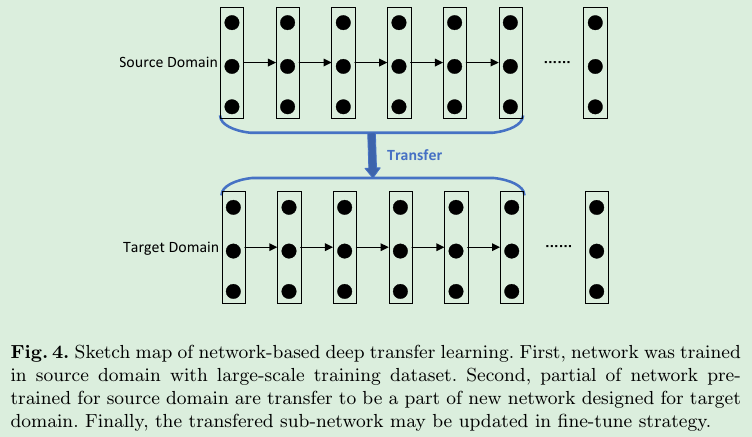 Source Domain
......
Transfer
Target Domain
......
Fig. 4. Sketch map of network-based deep transfer learning. First, network was trained
in source domain with large-scale training dataset. Second, partial of network pre-
trained for source domain are transfer to be a part of new network designed for target
domain. Finally, the transfered sub-network may be updated in fine-tune strategy.